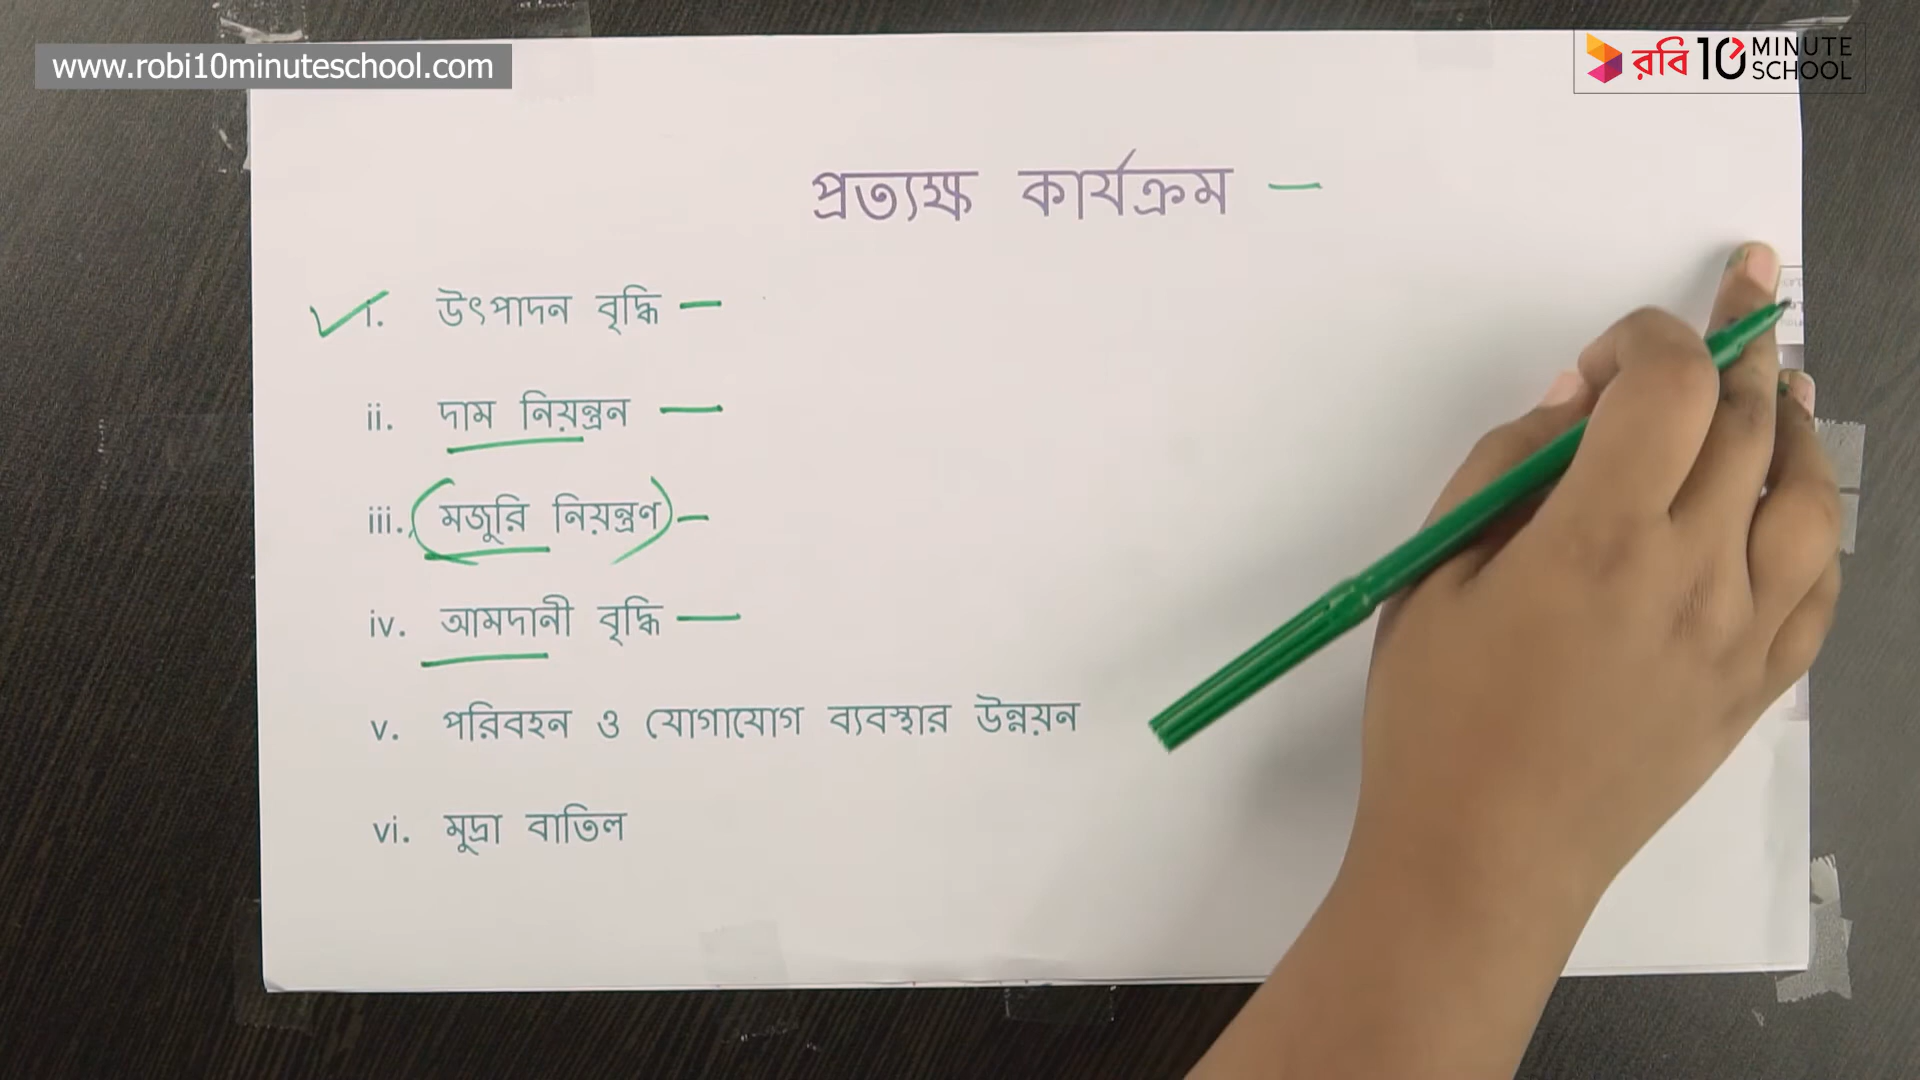 www.robi10minuteschool.com
রবি 10 MINUTE SCHOOL
প্রত্যক্ষ কার্যক্রম –
i. উৎপাদন বৃদ্ধি –
ii. দাম নিয়ন্ত্রন –
iii. (মজুরি নিয়ন্ত্রণ) –
iv. আমদানী বৃদ্ধি –
v. পরিবহন ও যোগাযোগ ব্যবস্থার উন্নয়ন
vi. মুদ্রা বাতিল